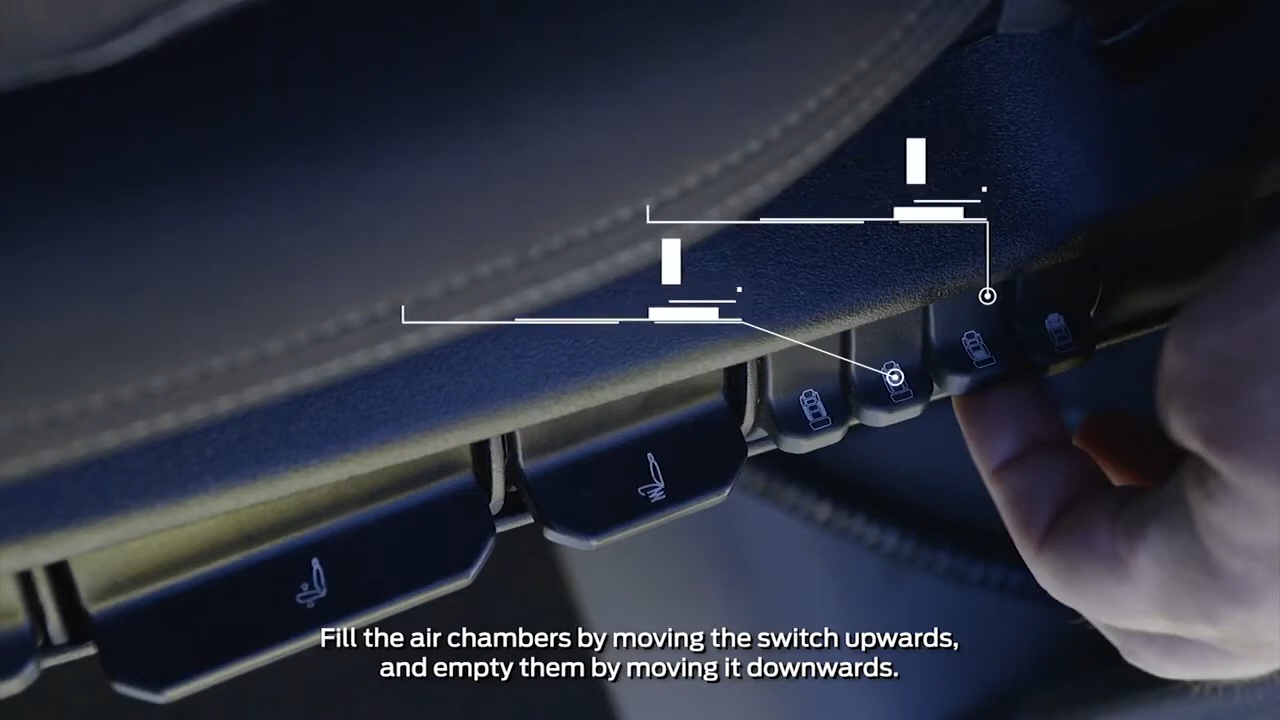 Fill the air chambers by moving the switch upwards,
and empty them by moving it downwards.